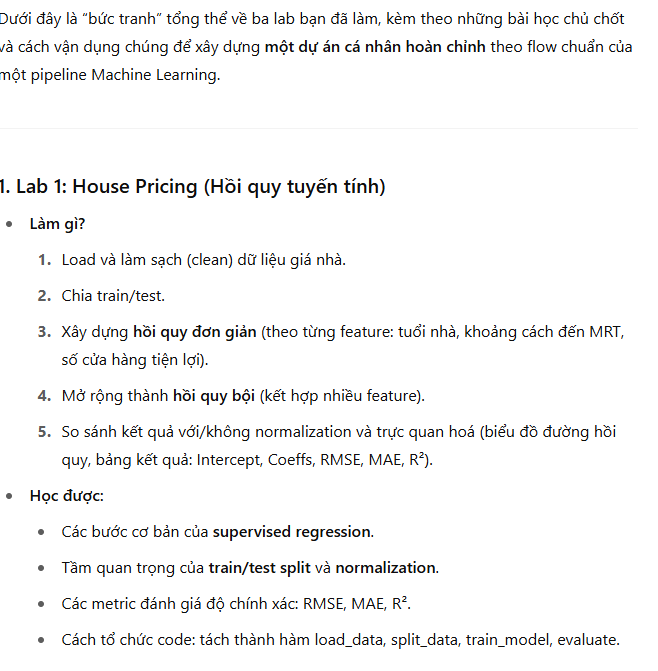 Dưới đây là “bức tranh” tổng thể về ba lab bạn đã làm, kèm theo những bài học chủ chốt
và cách vận dụng chúng để xây dựng một dự án cá nhân hoàn chỉnh theo flow chuẩn của
một pipeline Machine Learning.
1. Lab 1: House Pricing (Hồi quy tuyến tính)
• Làm gì?
1. Load và làm sạch (clean) dữ liệu giá nhà.
2. Chia train/test.
3. Xây dựng hồi quy đơn giản (theo từng feature: tuổi nhà, khoảng cách đến MRT,
số cửa hàng tiện lợi).
4. Mở rộng thành hồi quy bội (kết hợp nhiều feature).
5. So sánh kết quả với/không normalization và trực quan hoá (biểu đồ đường hồi
quy, bảng kết quả: Intercept, Coeffs, RMSE, MAE, R²).
• Học được:
• Các bước cơ bản của supervised regression.
• Tầm quan trọng của train/test split và normalization.
• Các metric đánh giá độ chính xác: RMSE, MAE, R².
• Cách tổ chức code: tách thành hàm load_data, split_data, train_model, evaluate.